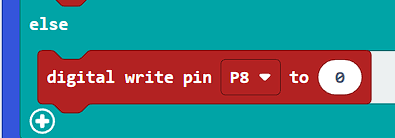 else
digital write pin P8 to 0